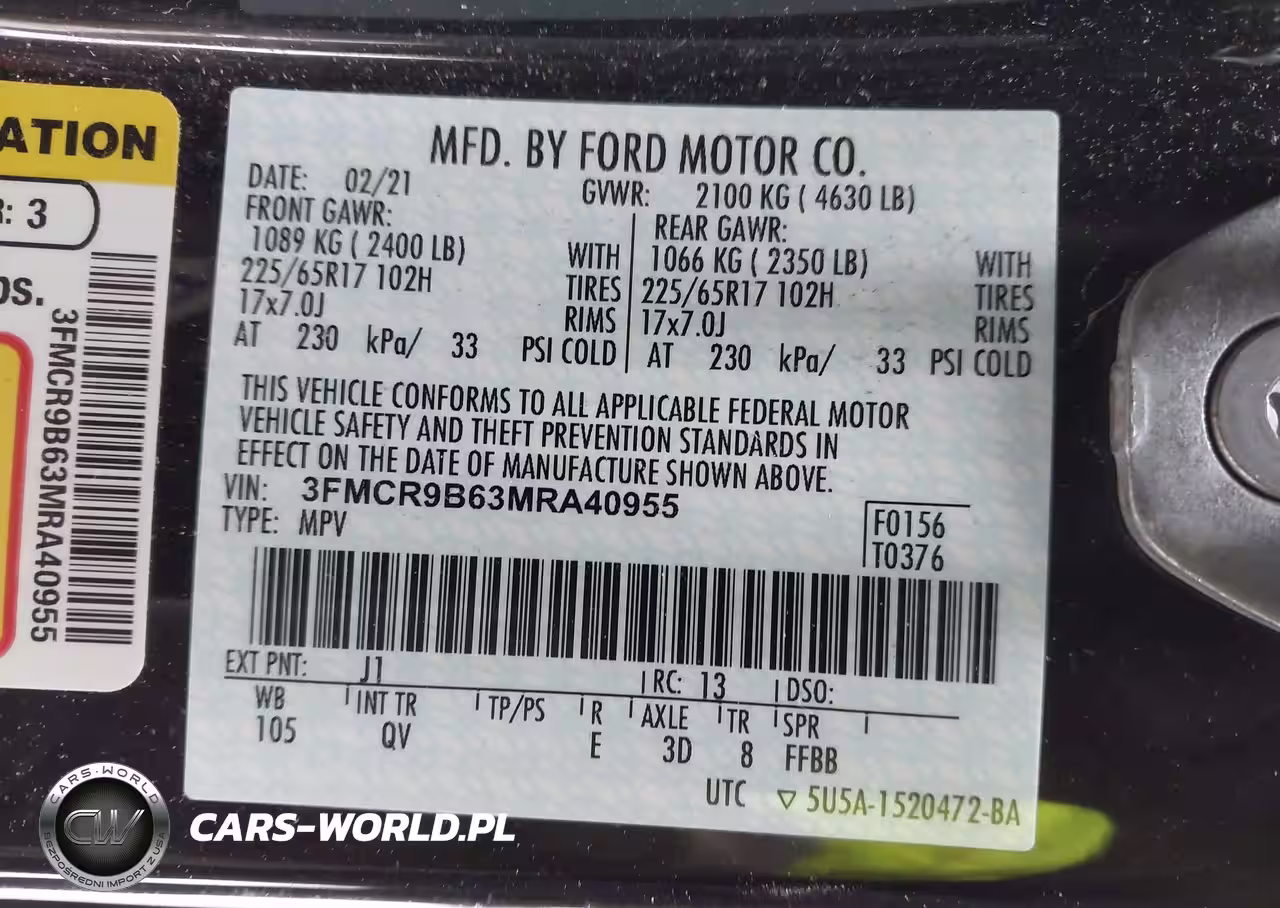 ATION
R: 3
os.
3FMCR9B63MRA40955
MFD. BY FORD MOTOR CO.
DATE: 02/21 GVWR: 2100 KG ( 4630 LB)
FRONT GAWR: REAR GAWR:
1089 KG ( 2400 LB) WITH 1066 KG ( 2350 LB) WITH
225/65R17 102H TIRES 225/65R17 102H TIRES
17x7.0J RIMS 17x7.0J RIMS
AT 230 kPa/ 33 PSI COLD AT 230 kPa/ 33 PSI COLD
THIS VEHICLE CONFORMS TO ALL APPLICABLE FEDERAL MOTOR
VEHICLE SAFETY AND THEFT PREVENTION STANDARDS IN
EFFECT ON THE DATE OF MANUFACTURE SHOWN ABOVE.
VIN: 3FMCR9B63MRA40955
TYPE: MPV
F0156
T0376
EXT PNT: J1 RC: 13 DSO:
WB INT TR TP/PS R AXLE TR SPR
105 QV E 3D 8 FFBB
UTC ▽ 5U5A-1520472-BA
CARS-WORLD
CW
BEZPOŚREDNI IMPORT Z USA
CARS-WORLD.PL